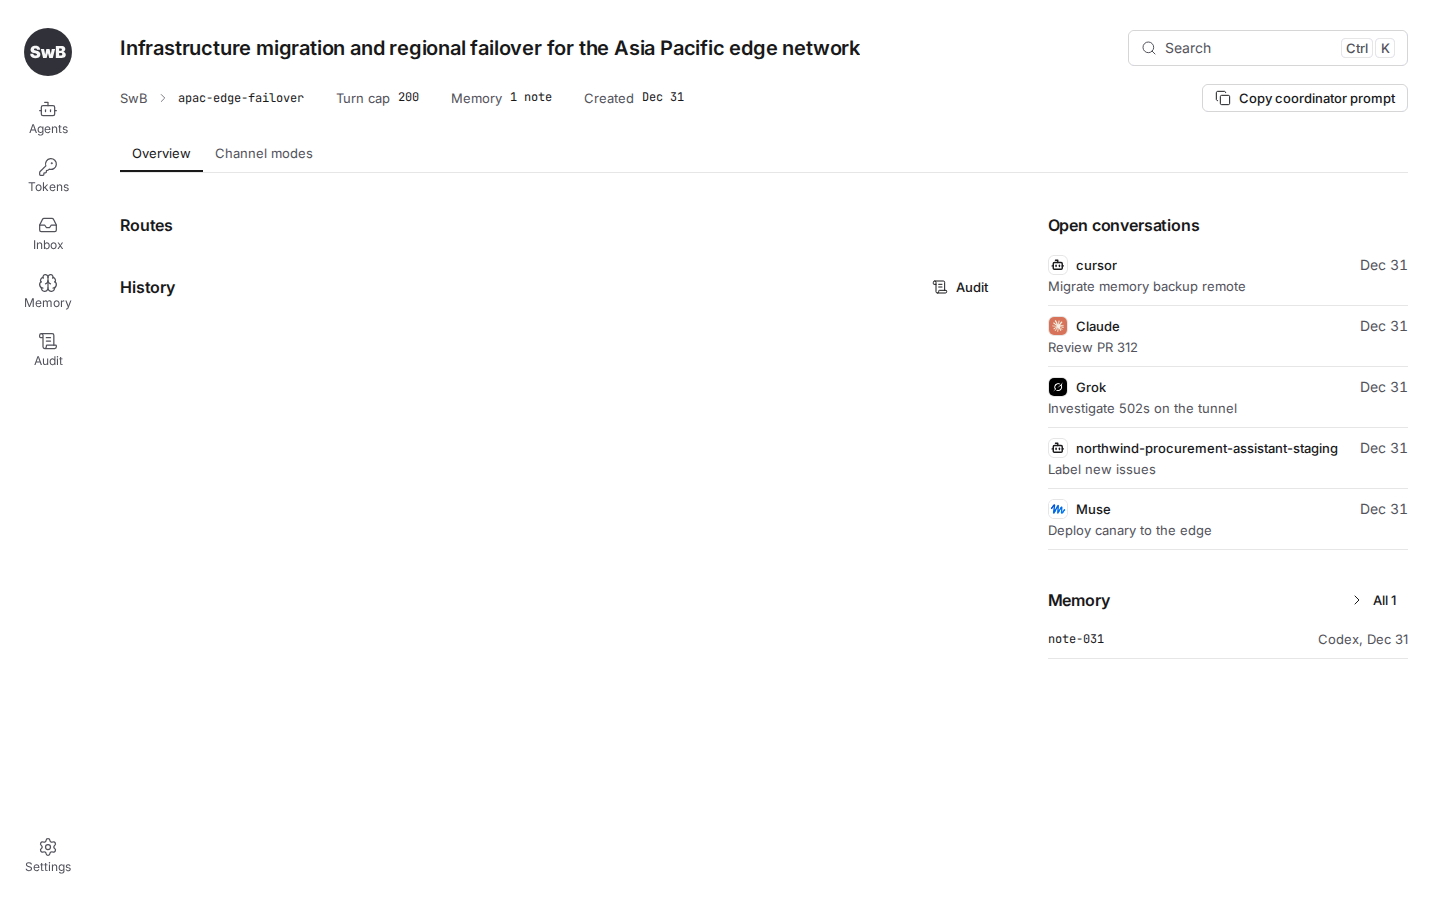 SwB
Agents
Tokens
Inbox
Memory
Audit
Settings
Infrastructure migration and regional failover for the Asia Pacific edge network
Search Ctrl K
SwB apac-edge-failover Turn cap 200 Memory 1 note Created Dec 31
Copy coordinator prompt
Overview Channel modes
Routes
History Audit
Open conversations
cursor Dec 31
Migrate memory backup remote
Claude Dec 31
Review PR 312
Grok Dec 31
Investigate 502s on the tunnel
northwind-procurement-assistant-staging Dec 31
Label new issues
Muse Dec 31
Deploy canary to the edge
Memory All 1
note-031 Codex, Dec 31